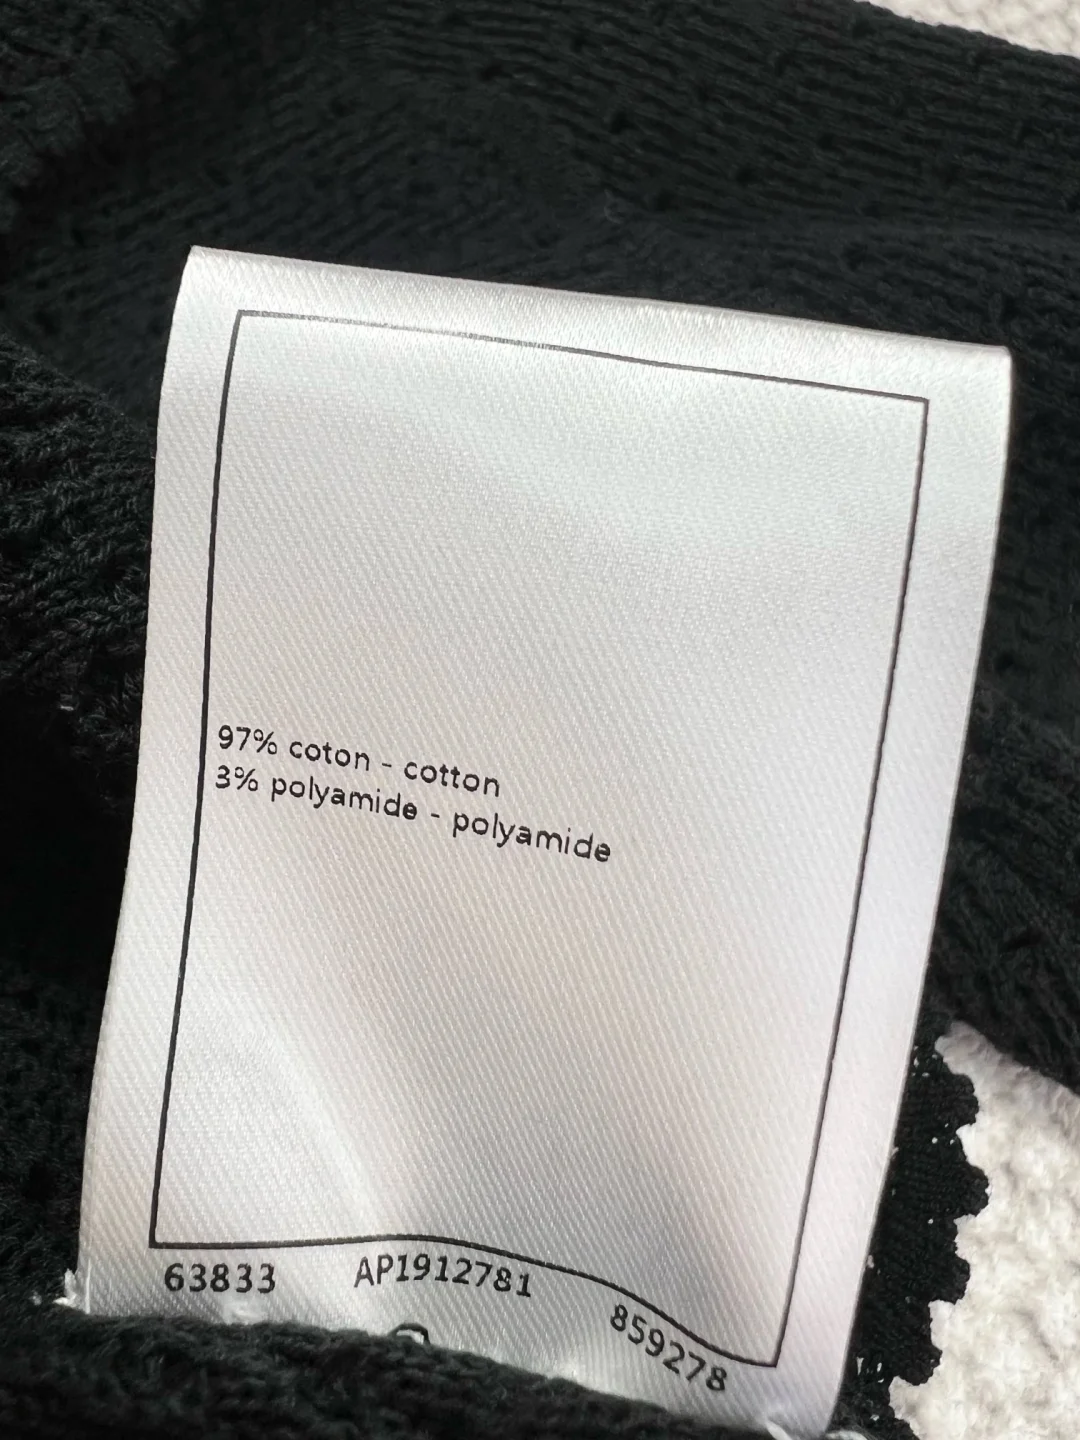 97% coton - cotton
3% polyamide - polyamide
63833 AP1912781 859278